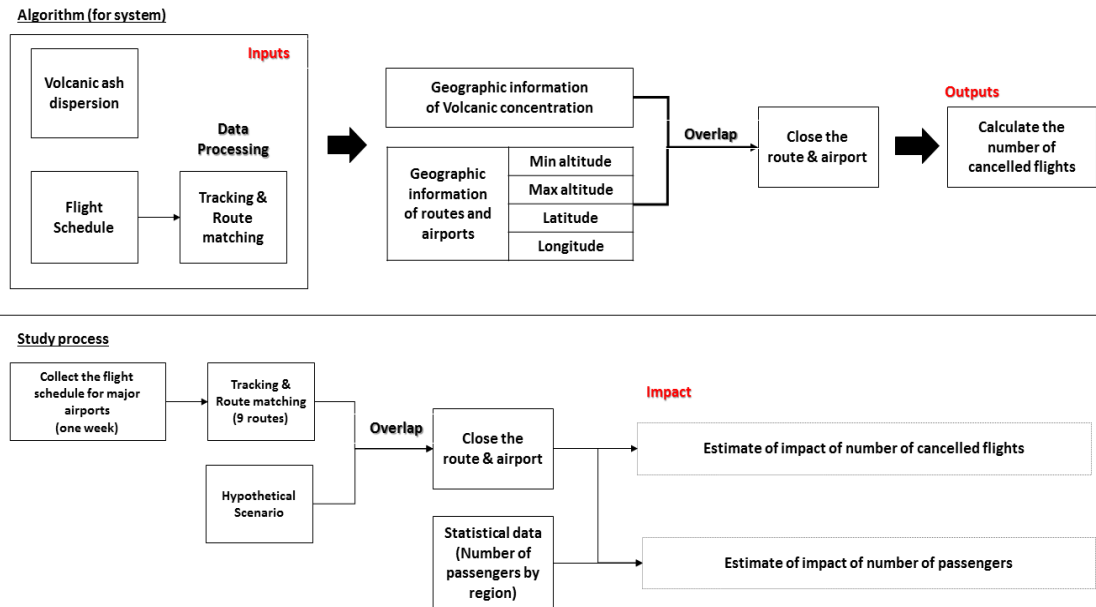 Algorithm (for system)
Inputs
Volcanic ash
dispersion
Data
Processing
Flight
Schedule
Tracking &
Route
matching
Geographic information
of Volcanic concentration
Geographic
information
of routes and
airports
Min altitude
Max altitude
Latitude
Longitude
Overlap
Close the
route & airport
Outputs
Calculate the
number of
cancelled flights
Study process
Collect the flight
schedule for major
airports
(one week)
Tracking &
Route matching
(9 routes)
Hypothetical
Scenario
Overlap
Close the
route & airport
Statistical data
(Number of
passengers by
region)
Impact
Estimate of impact of number of cancelled flights
Estimate of impact of number of passengers